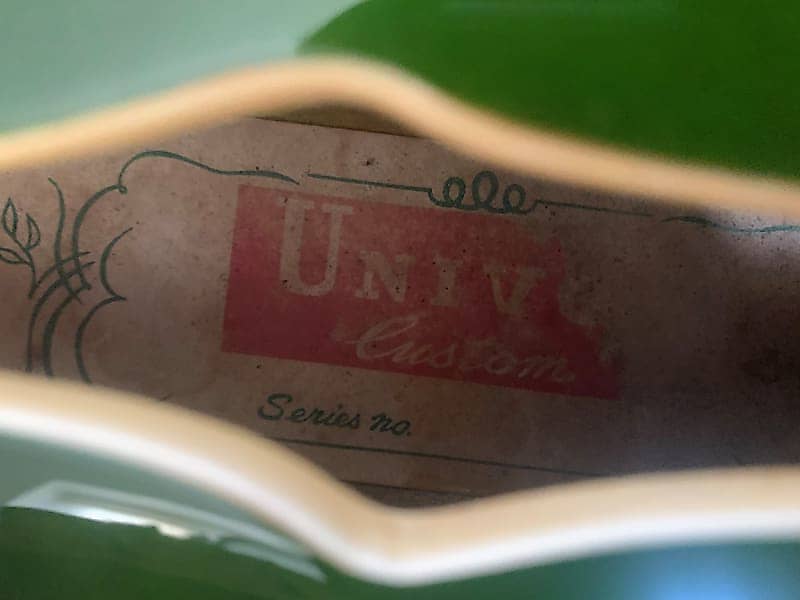 UNIV
Custom
Series no.